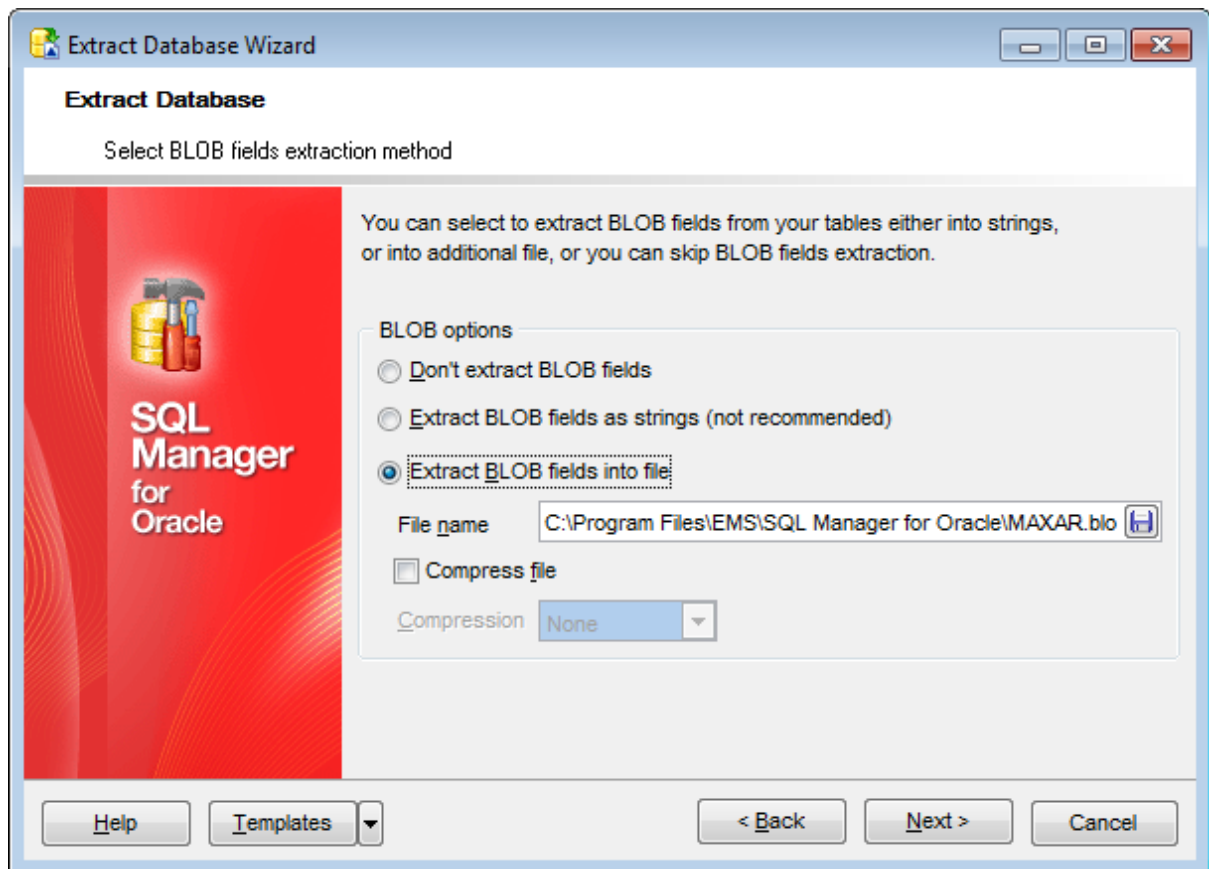 Extract Database Wizard
Extract Database
Select BLOB fields extraction method
You can select to extract BLOB fields from your tables either into strings,
or into additional file, or you can skip BLOB fields extraction.
SQL
Manager
for
Oracle
BLOB options
Don't extract BLOB fields
Extract BLOB fields as strings (not recommended)
Extract BLOB fields into file
File name C:\Program Files\EMS\SQL Manager for Oracle\MAXAR.blo
Compress file
Compression None
Help Templates < Back Next > Cancel